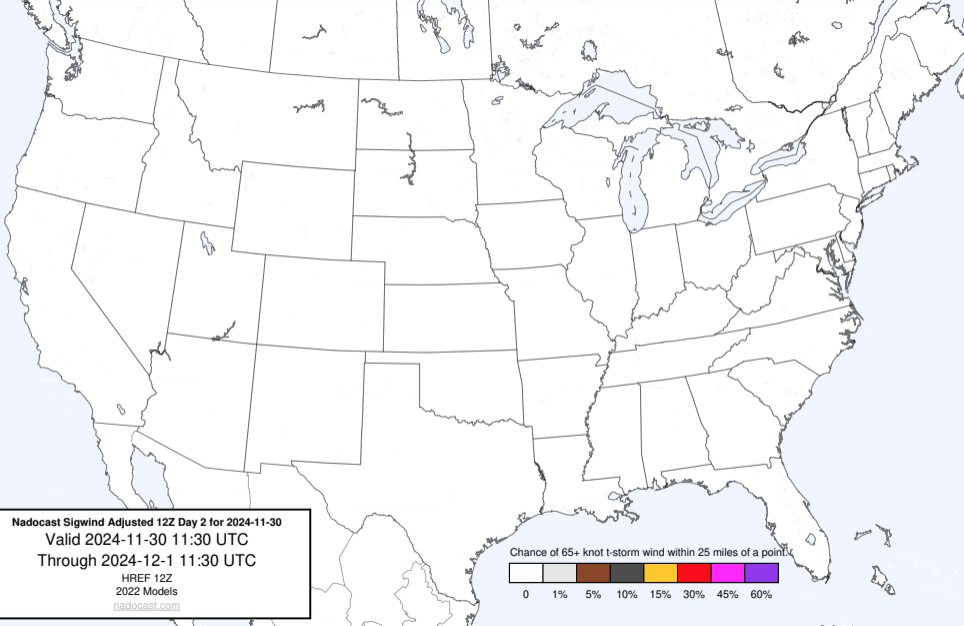 Nadocast Sigwind Adjusted 12Z Day 2 for 2024-11-30
Valid 2024-11-30 11:30 UTC
Through 2024-12-1 11:30 UTC
HREF 12Z
2022 Models
nadocast.com
Chance of 65+ knot t-storm wind within 25 miles of a point.
0 1% 5% 10% 15% 30% 45% 60%